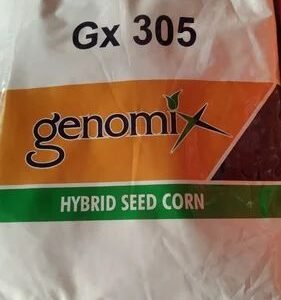 Gx 305
genomix
HYBRID SEED CORN